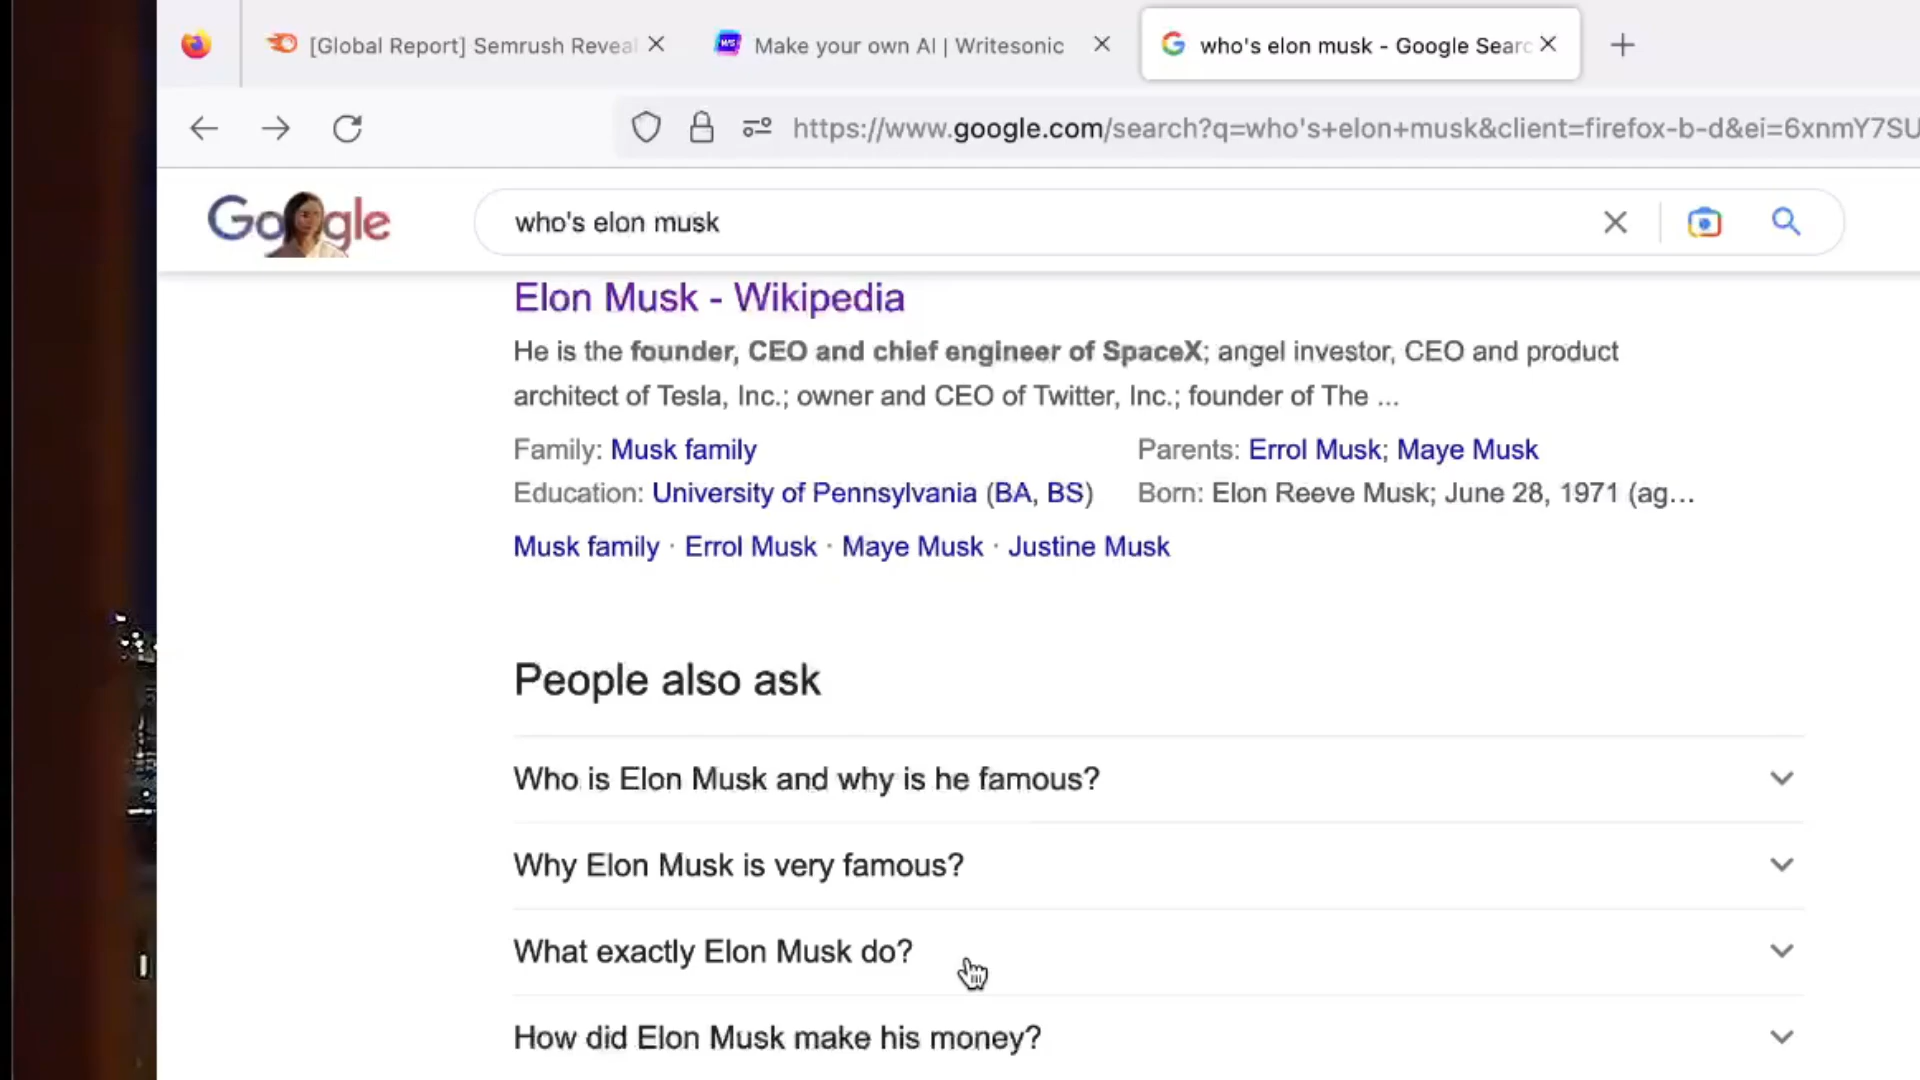 [Global Report] Semrush Reveal
Make your own AI | Writesonic
who's elon musk - Google Searc
https://www.google.com/search?q=who's+elon+musk&client=firefox-b-d&ei=6xnmY7SU
Google
who's elon musk
Elon Musk - Wikipedia
He is the founder, CEO and chief engineer of SpaceX; angel investor, CEO and product
architect of Tesla, Inc.; owner and CEO of Twitter, Inc.; founder of The ...
Family: Musk family Parents: Errol Musk; Maye Musk
Education: University of Pennsylvania (BA, BS) Born: Elon Reeve Musk; June 28, 1971 (ag...
Musk family · Errol Musk · Maye Musk · Justine Musk
People also ask
Who is Elon Musk and why is he famous?
Why Elon Musk is very famous?
What exactly Elon Musk do?
How did Elon Musk make his money?